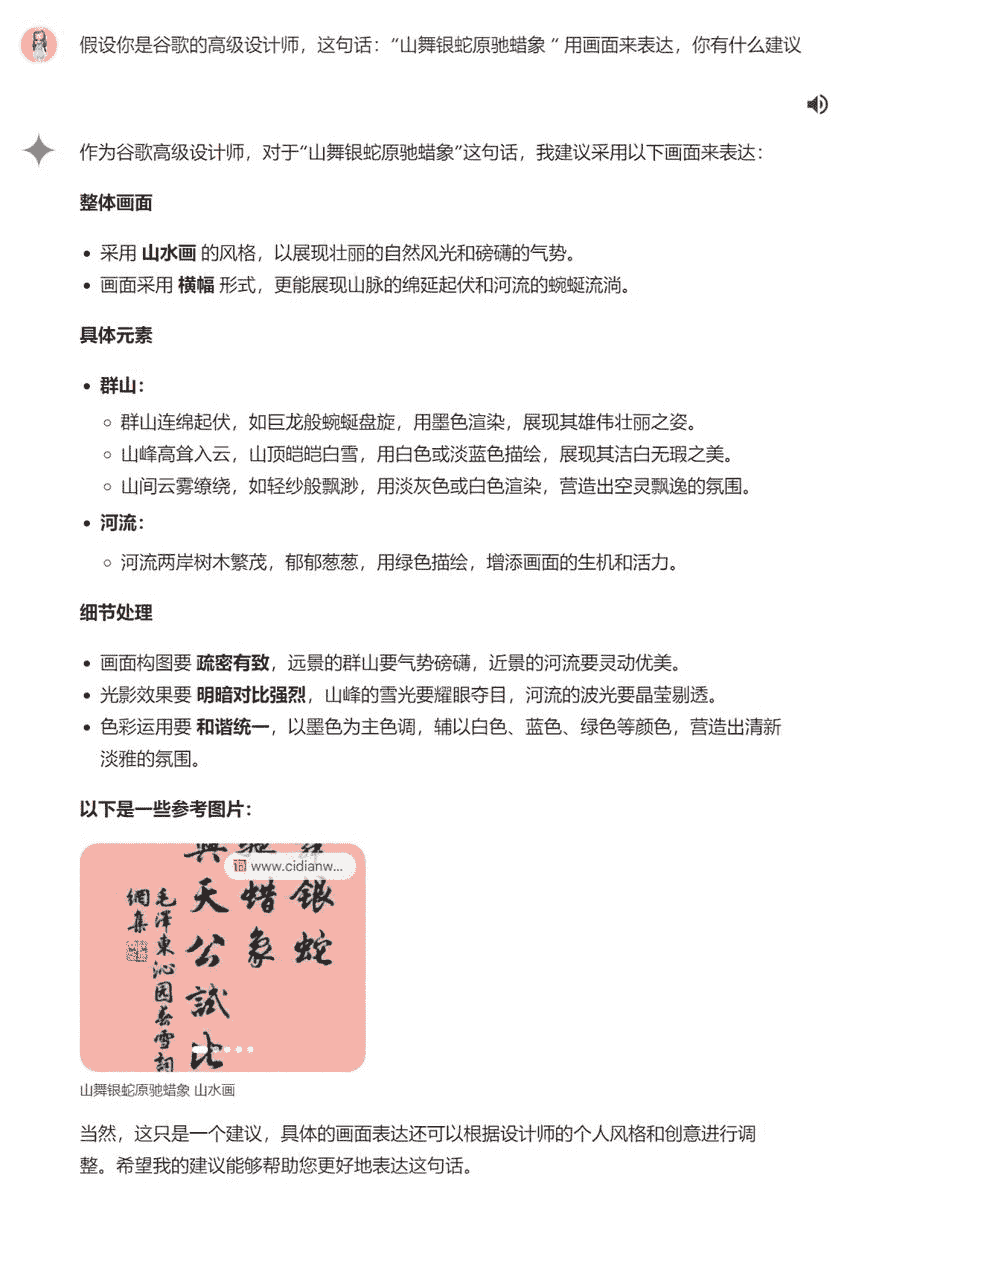 假设你是谷歌的高级设计师，这句话：“山舞银蛇原驰蜡象 “ 用画面来表达，你有什么建议
作为谷歌高级设计师，对于“山舞银蛇原驰蜡象”这句话，我建议采用以下画面来表达：
整体画面
• 采用 山水画 的风格，以展现壮丽的自然风光和磅礴的气势。
• 画面采用 横幅 形式，更能展现山脉的绵延起伏和河流的蜿蜒流淌。
具体元素
• 群山：
○ 群山连绵起伏，如巨龙般蜿蜒盘旋，用墨色渲染，展现其雄伟壮丽之姿。
○ 山峰高耸入云，山顶皑皑白雪，用白色或淡蓝色描绘，展现其洁白无瑕之美。
○ 山间云雾缭绕，如轻纱般飘渺，用淡灰色或白色渲染，营造出空灵飘逸的氛围。
• 河流：
○ 河流两岸树木繁茂，郁郁葱葱，用绿色描绘，增添画面的生机和活力。
细节处理
• 画面构图要 疏密有致，远景的群山要气势磅礴，近景的河流要灵动优美。
• 光影效果要 明暗对比强烈，山峰的雪光要耀眼夺目，河流的波光要晶莹剔透。
• 色彩运用要 和谐统一，以墨色为主色调，辅以白色、蓝色、绿色等颜色，营造出清新
淡雅的氛围。
以下是一些参考图片：
www.cidianw...
舞银蛇
驰蜡象
与天公試比
毛泽東沁园春雪詞
網集
山舞银蛇原驰蜡象 山水画
当然，这只是一个建议，具体的画面表达还可以根据设计师的个人风格和创意进行调
整。希望我的建议能够帮助您更好地表达这句话。